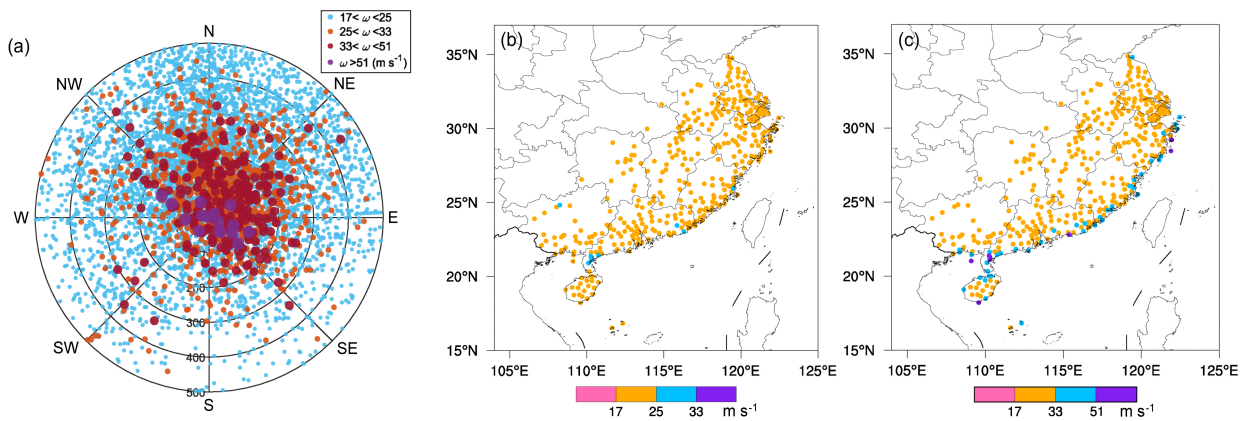 (a)
17< ω <25
25< ω <33
33< ω <51
ω >51 (m s⁻¹)
N
NW
NE
W
E
SW
SE
S
200
300
400
500
(b)
35°N
30°N
25°N
20°N
15°N
105°E
110°E
115°E
120°E
125°E
17
25
33
m s⁻¹
(c)
35°N
30°N
25°N
20°N
15°N
105°E
110°E
115°E
120°E
125°E
17
33
51
m s⁻¹